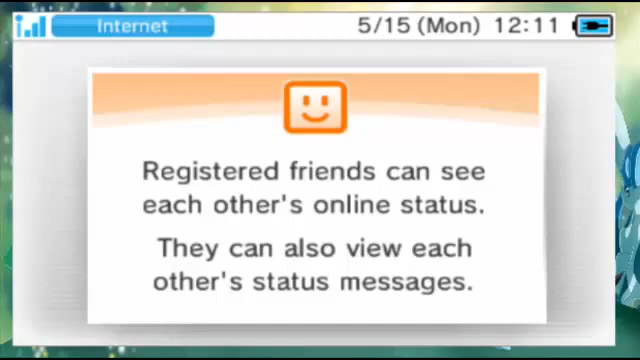 Internet 5/15 (Mon) 12:11
Registered friends can see
each other's online status.
They can also view each
other's status messages.